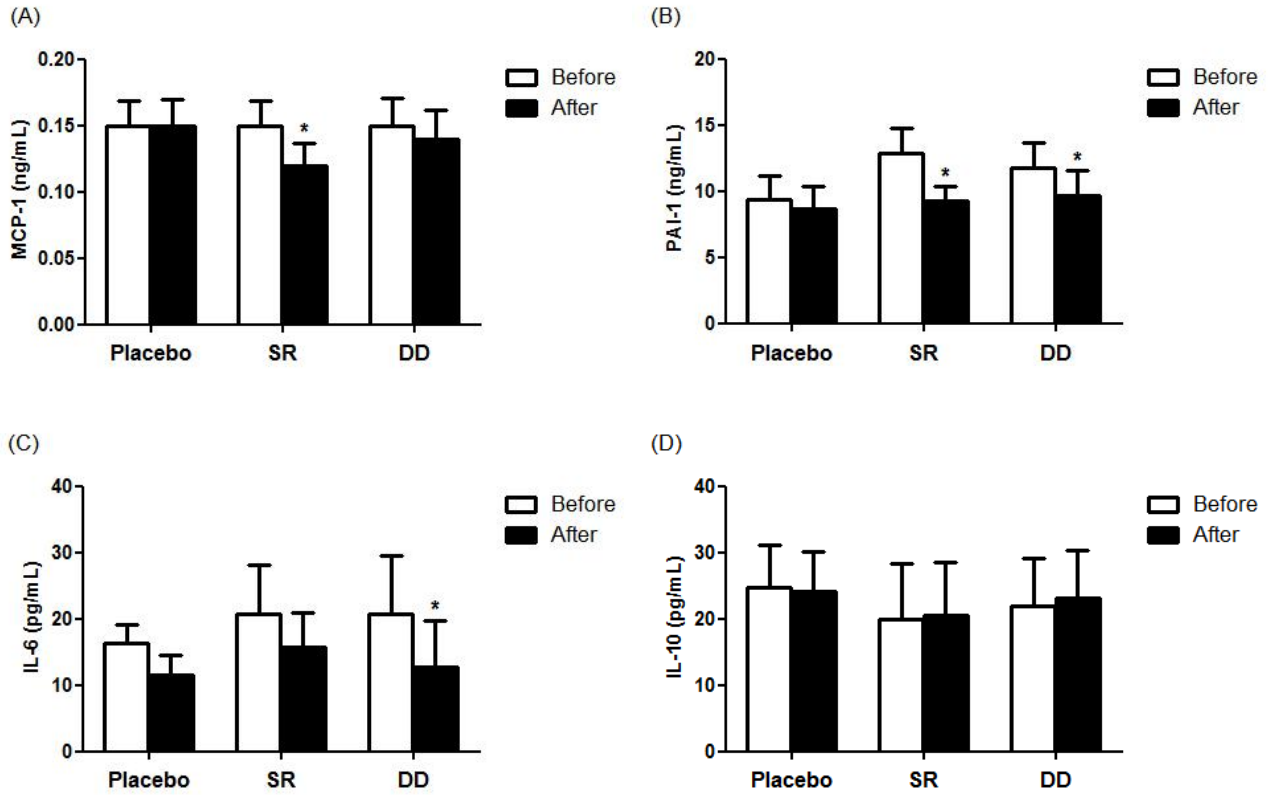 (A)
MCP-1 (ng/mL)
0.20
0.15
0.10
0.05
0.00
*
Placebo SR DD
Before
After
(B)
PAI-1 (ng/mL)
20
15
10
5
0
* *
Placebo SR DD
Before
After
(C)
IL-6 (pg/mL)
40
30
20
10
0
*
Placebo SR DD
Before
After
(D)
IL-10 (pg/mL)
40
30
20
10
0
Placebo SR DD
Before
After